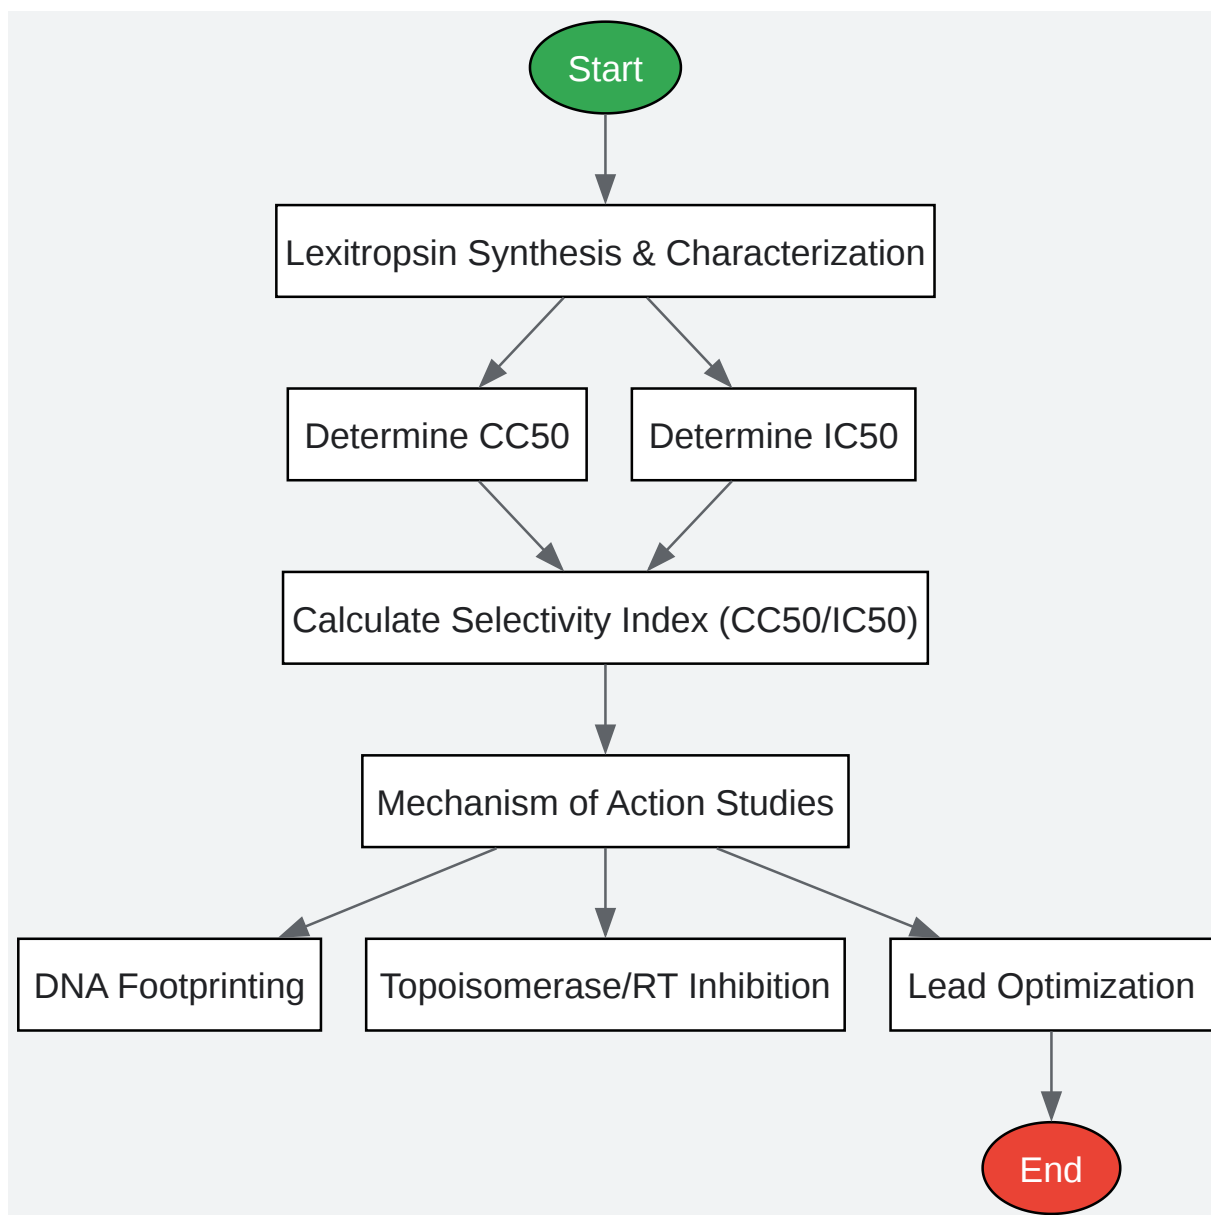 Start
Lexitropsin Synthesis & Characterization
Determine CC50
Determine IC50
Calculate Selectivity Index (CC50/IC50)
Mechanism of Action Studies
DNA Footprinting
Topoisomerase/RT Inhibition
Lead Optimization
End